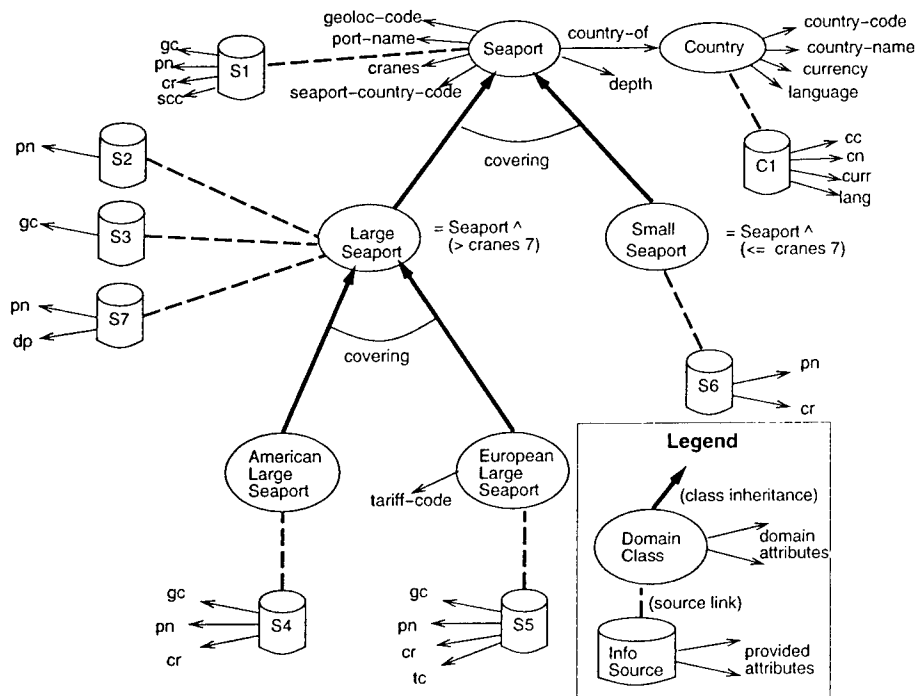 geoloc-code
port-name
cranes
seaport-country-code
Seaport
country-of
depth
Country
country-code
country-name
currency
language
gc
pn
cr
scc
S1
covering
C1
cc
cn
curr
lang
pn
S2
gc
S3
pn
dp
S7
Large
Seaport
= Seaport ^
(> cranes 7)
Small
Seaport
= Seaport ^
(<= cranes 7)
covering
S6
pn
cr
American
Large
Seaport
European
Large
Seaport
tariff-code
gc
pn
cr
S4
gc
pn
cr
tc
S5
Legend
(class inheritance)
Domain
Class
domain
attributes
(source link)
Info
Source
provided
attributes